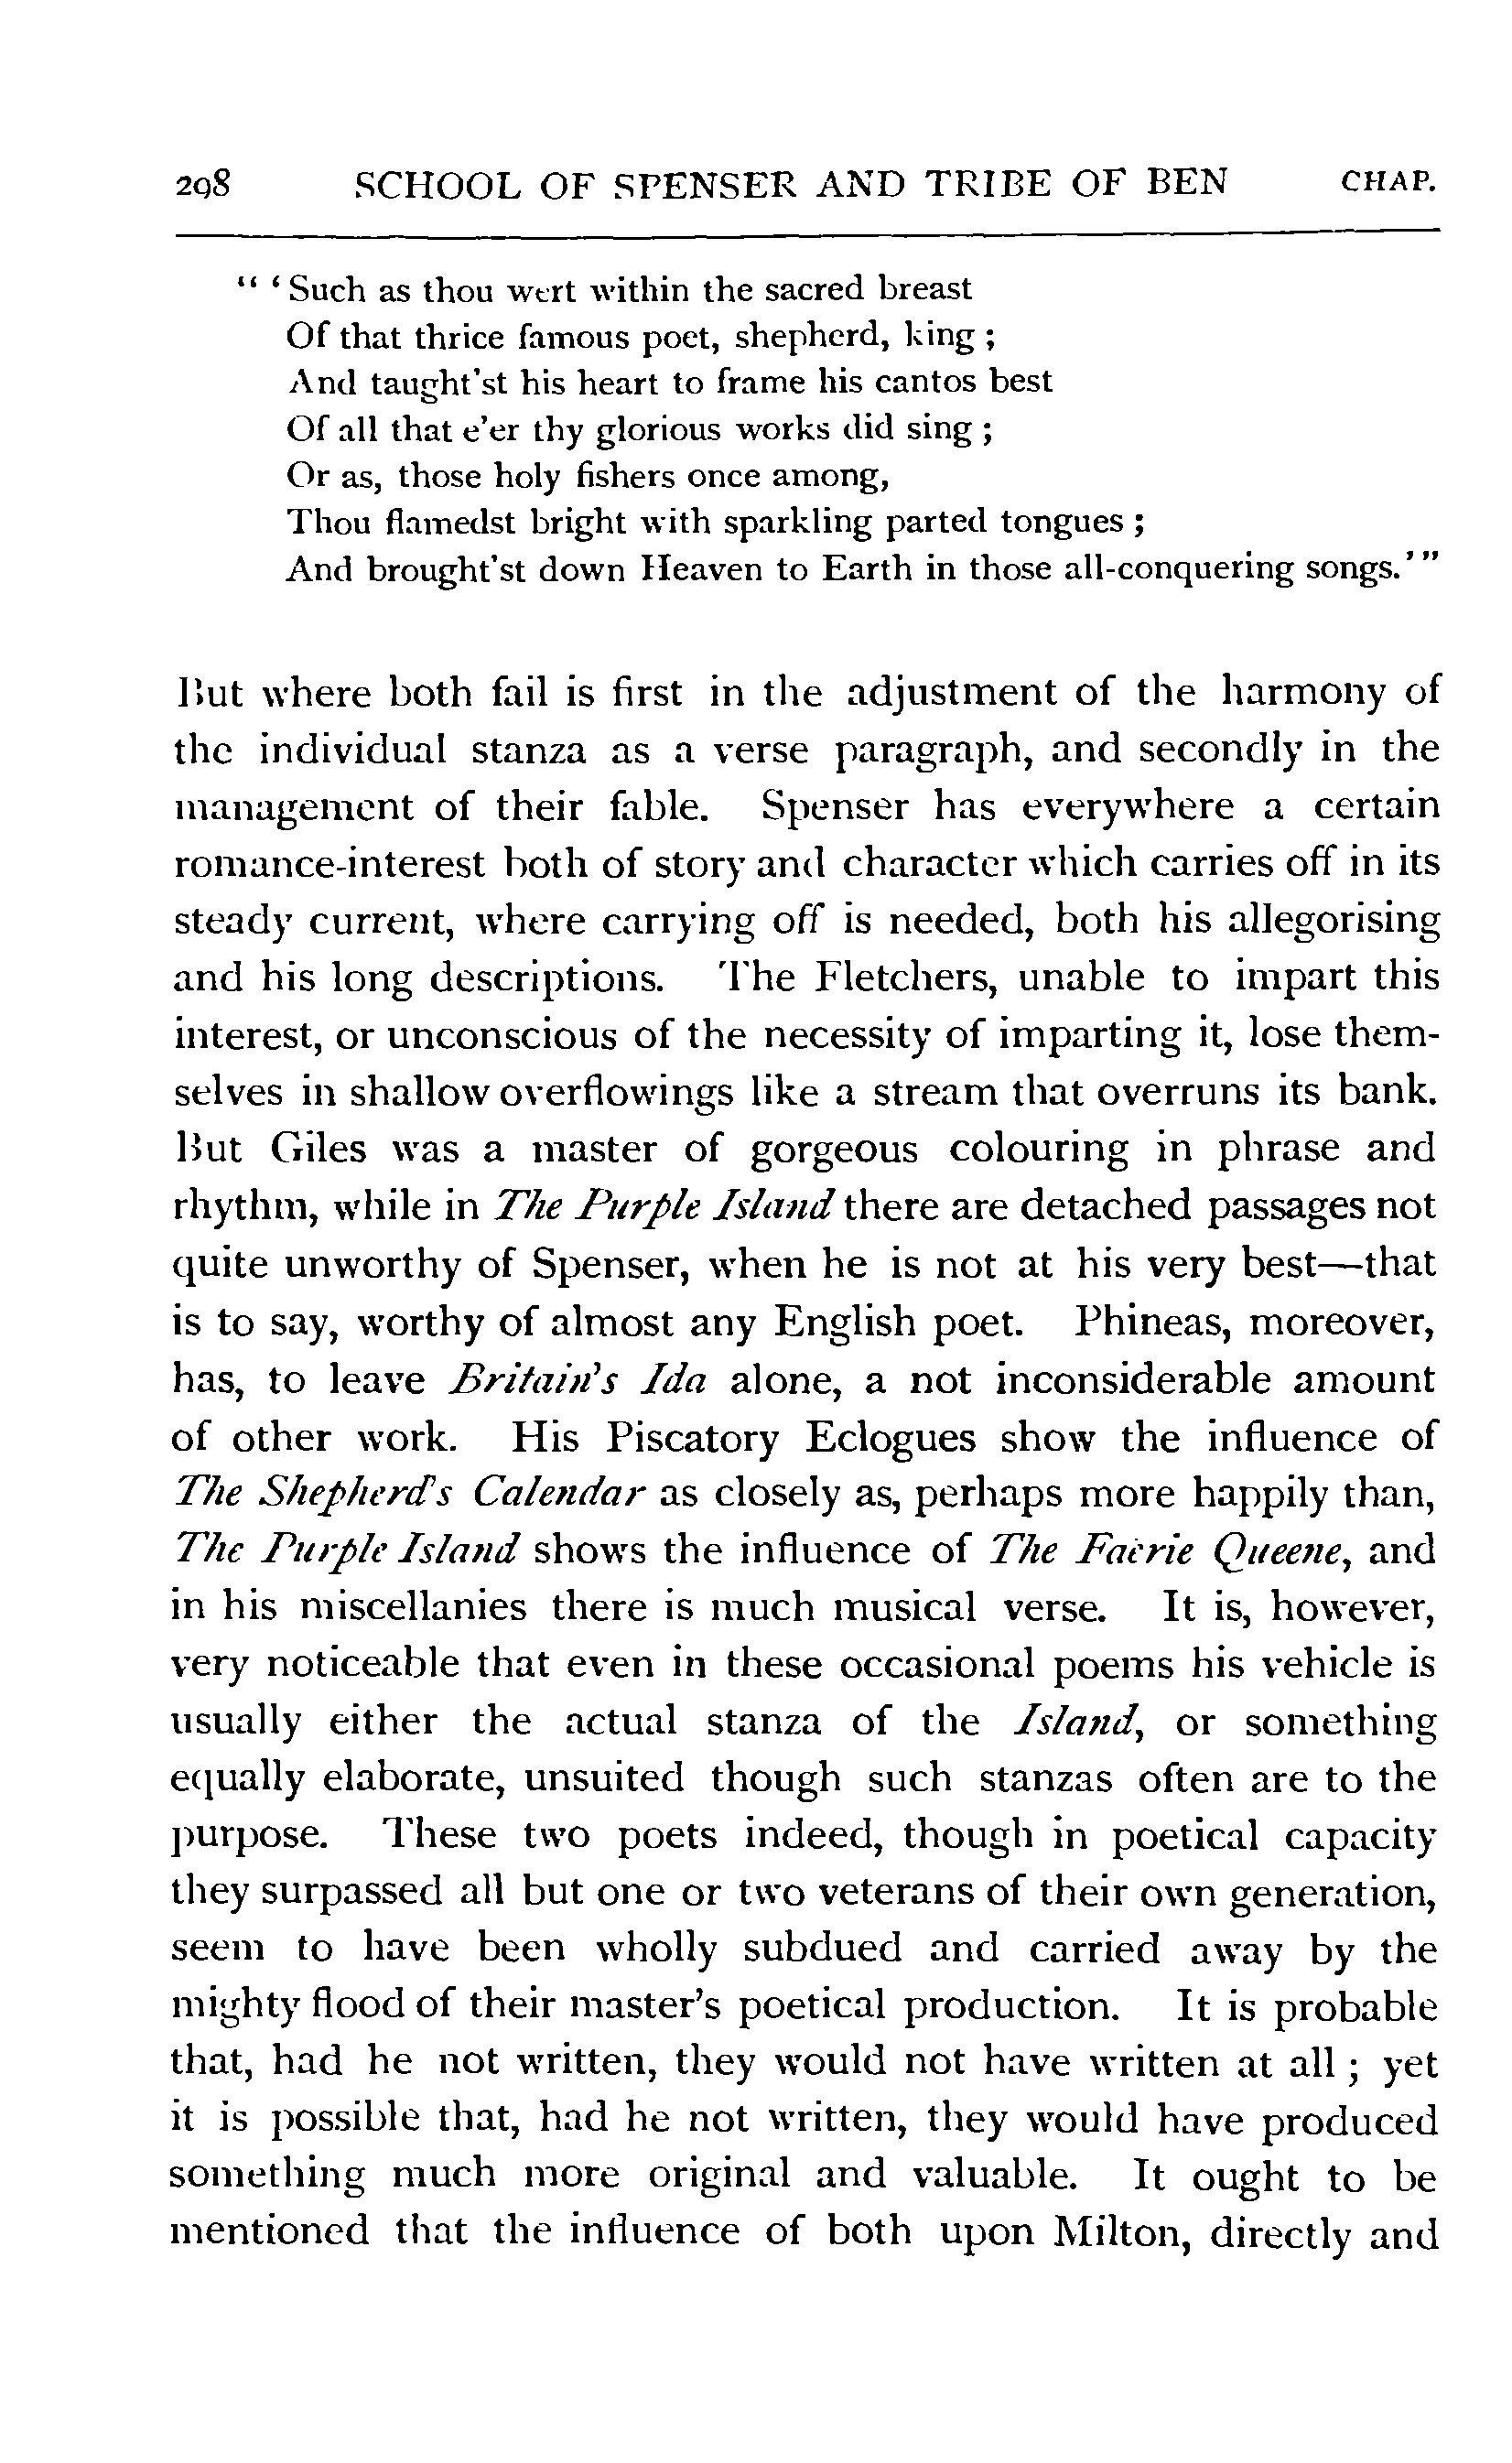 298 SCHOOL OF SPENSER AND TRIBE OF BEN CHAP.
“ ‘ Such as thou wert within the sacred breast
Of that thrice famous poet, shepherd, king ;
And taught’st his heart to frame his cantos best
Of all that e’er thy glorious works did sing ;
Or as, those holy fishers once among,
Thou flamedst bright with sparkling parted tongues ;
And brought’st down Heaven to Earth in those all-conquering songs.’ ”
But where both fail is first in the adjustment of the harmony of
the individual stanza as a verse paragraph, and secondly in the
management of their fable. Spenser has everywhere a certain
romance-interest both of story and character which carries off in its
steady current, where carrying off is needed, both his allegorising
and his long descriptions. The Fletchers, unable to impart this
interest, or unconscious of the necessity of imparting it, lose them-
selves in shallow overflowings like a stream that overruns its bank.
But Giles was a master of gorgeous colouring in phrase and
rhythm, while in The Purple Island there are detached passages not
quite unworthy of Spenser, when he is not at his very best—that
is to say, worthy of almost any English poet. Phineas, moreover,
has, to leave Britain’s Ida alone, a not inconsiderable amount
of other work. His Piscatory Eclogues show the influence of
The Shepherd’s Calendar as closely as, perhaps more happily than,
The Purple Island shows the influence of The Faërie Queene, and
in his miscellanies there is much musical verse. It is, however,
very noticeable that even in these occasional poems his vehicle is
usually either the actual stanza of the Island, or something
equally elaborate, unsuited though such stanzas often are to the
purpose. These two poets indeed, though in poetical capacity
they surpassed all but one or two veterans of their own generation,
seem to have been wholly subdued and carried away by the
mighty flood of their master’s poetical production. It is probable
that, had he not written, they would not have written at all ; yet
it is possible that, had he not written, they would have produced
something much more original and valuable. It ought to be
mentioned that the influence of both upon Milton, directly and